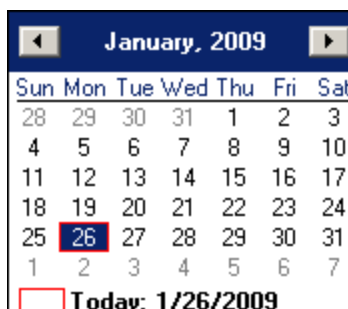 January, 2009
Sun Mon Tue Wed Thu Fri Sat
28 29 30 31 1 2 3
4 5 6 7 8 9 10
11 12 13 14 15 16 17
18 19 20 21 22 23 24
25 26 27 28 29 30 31
1 2 3 4 5 6 7
Today: 1/26/2009